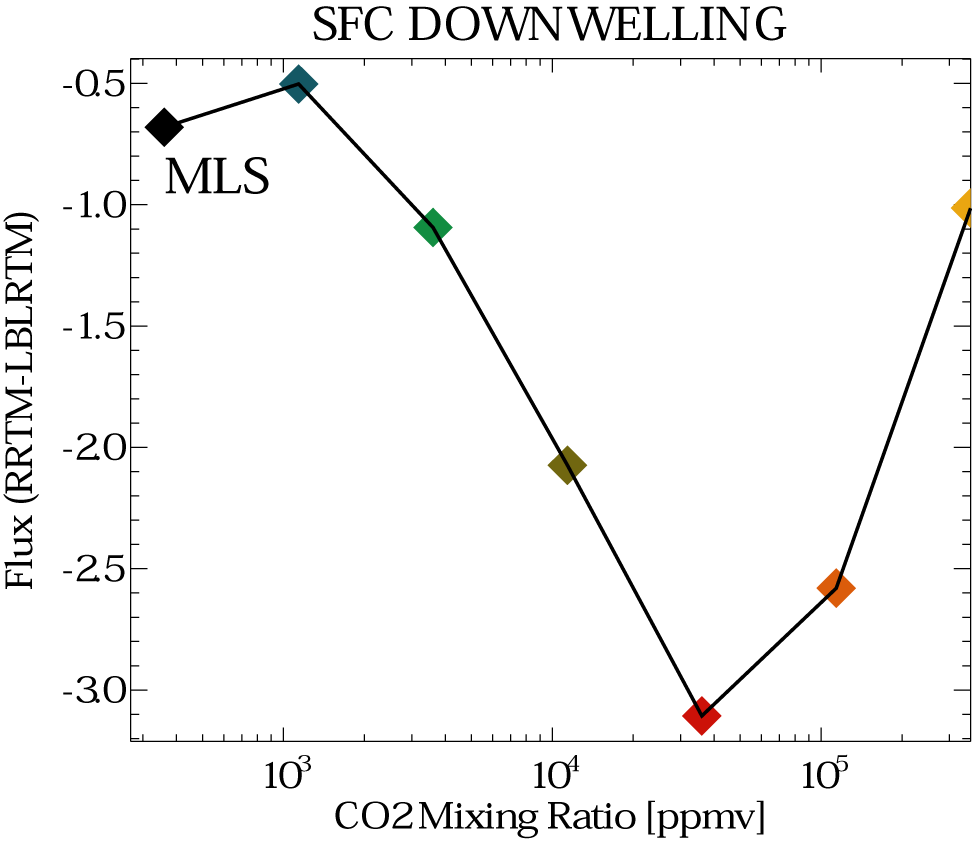 SFC DOWNWELLING
-0.5
-1.0
-1.5
-2.0
-2.5
-3.0
Flux (RRTM-LBLRTM)
MLS
10³ 10⁴ 10⁵
CO2 Mixing Ratio [ppmv]